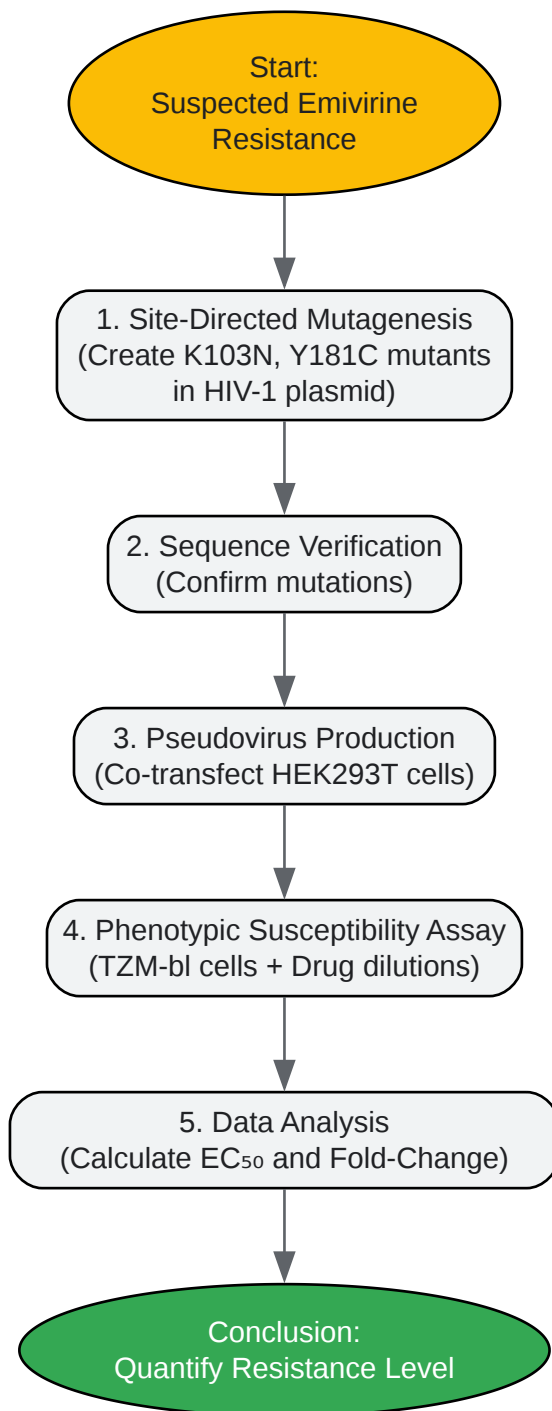 Start:
Suspected Emivirine
Resistance
1. Site-Directed Mutagenesis
(Create K103N, Y181C mutants
in HIV-1 plasmid)
2. Sequence Verification
(Confirm mutations)
3. Pseudovirus Production
(Co-transfect HEK293T cells)
4. Phenotypic Susceptibility Assay
(TZM-bl cells + Drug dilutions)
5. Data Analysis
(Calculate EC₅₀ and Fold-Change)
Conclusion:
Quantify Resistance Level